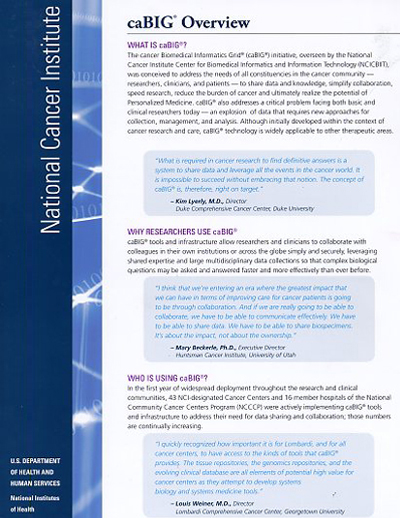 National Cancer Institute
caBIG® Overview
WHAT IS caBIG®?
The cancer Biomedical Informatics Grid® (caBIG®) initiative, overseen by the National
Cancer Institute Center for Biomedical Informatics and Information Technology (NCICBIIT),
was conceived to address the needs of all constituencies in the cancer community —
researchers, clinicians, and patients — to share data and knowledge, simplify collaboration,
speed research, reduce the burden of cancer and ultimately realize the potential of
Personalized Medicine. caBIG® also addresses a critical problem facing both basic and
clinical researchers today — an explosion of data that requires new approaches for
collection, management, and analysis. Although initially developed within the context of
cancer research and care, caBIG® technology is widely applicable to other therapeutic areas.
"What is required in cancer research to find definitive answers is a
system to share data and leverage all the events in the cancer world. It
is impossible to succeed without embracing that notion. The concept of
caBIG® is, therefore, right on target."
– Kim Lyerly, M.D., Director
Duke Comprehensive Cancer Center, Duke University
WHY RESEARCHERS USE caBIG®
caBIG® tools and infrastructure allow researchers and clinicians to collaborate with
colleagues in their own institutions or across the globe simply and securely, leveraging
shared expertise and large multidisciplinary data collections so that complex biological
questions may be asked and answered faster and more effectively than ever before.
"I think that we're entering an era where the greatest impact that
we can have in terms of improving care for cancer patients is going
to be through collaboration. And if we are really going to be able to
collaborate, we have to be able to communicate effectively. We have
to be able to share data. We have to be able to share biospecimens.
It's about the impact, not about the ownership."
– Mary Beckerle, Ph.D., Executive Director
Huntsman Cancer Institute, University of Utah
WHO IS USING caBIG®?
In the first year of widespread deployment throughout the research and clinical
communities, 43 NCI-designated Cancer Centers and 16 member hospitals of the National
Community Cancer Centers Program (NCCCP) were actively implementing caBIG® tools
and infrastructure to address their need for data sharing and collaboration; those numbers
are continually increasing.
"I quickly recognized how important it is for Lombardi, and for all
cancer centers, to have access to the kinds of tools that caBIG®
provides. The tissue repositories, the genomics repositories, and the
evolving clinical database are all elements of potential high value for
cancer centers as they attempt to develop systems
biology and systems medicine tools."
– Louis Weiner, M.D., Director
Lombardi Comprehensive Cancer Center, Georgetown University
U.S. DEPARTMENT
OF HEALTH AND
HUMAN SERVICES
National Institutes
of Health